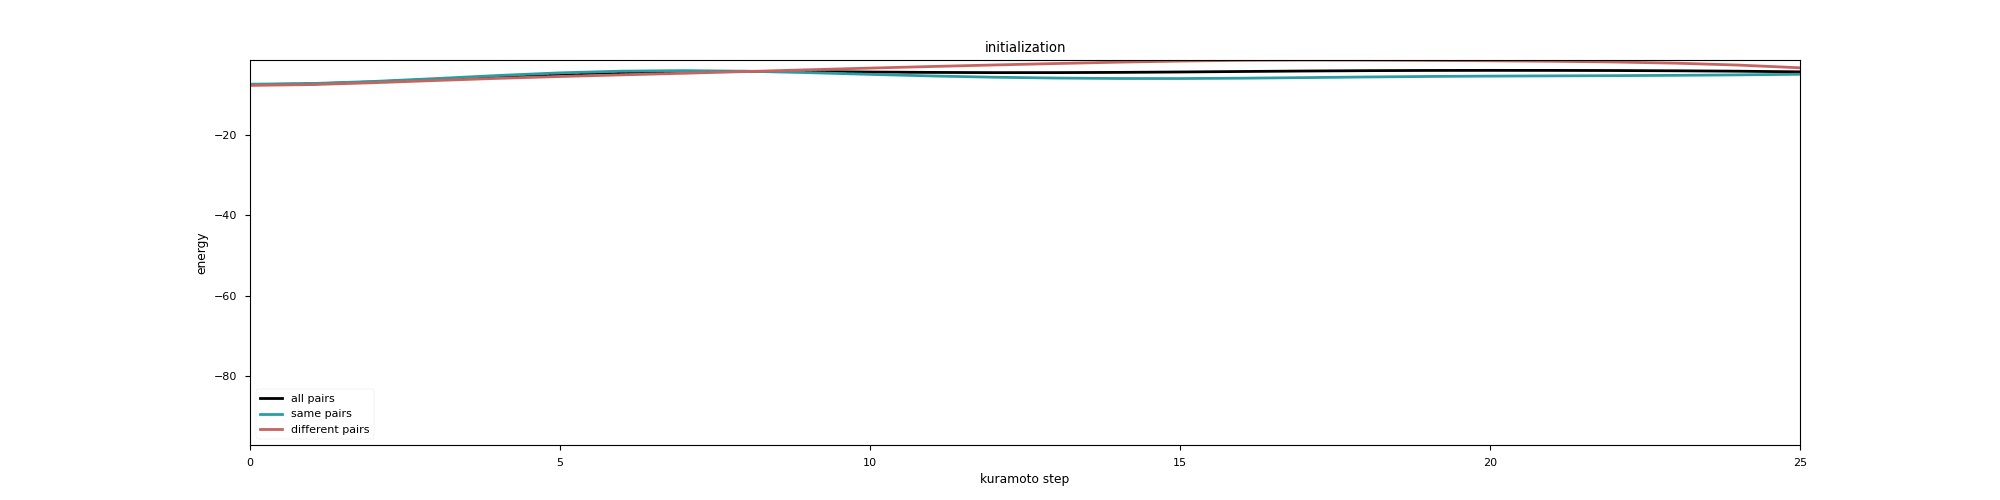 initialization
energy
−20
−40
−60
−80
all pairs
same pairs
different pairs
0 5 10 15 20 25
kuramoto step